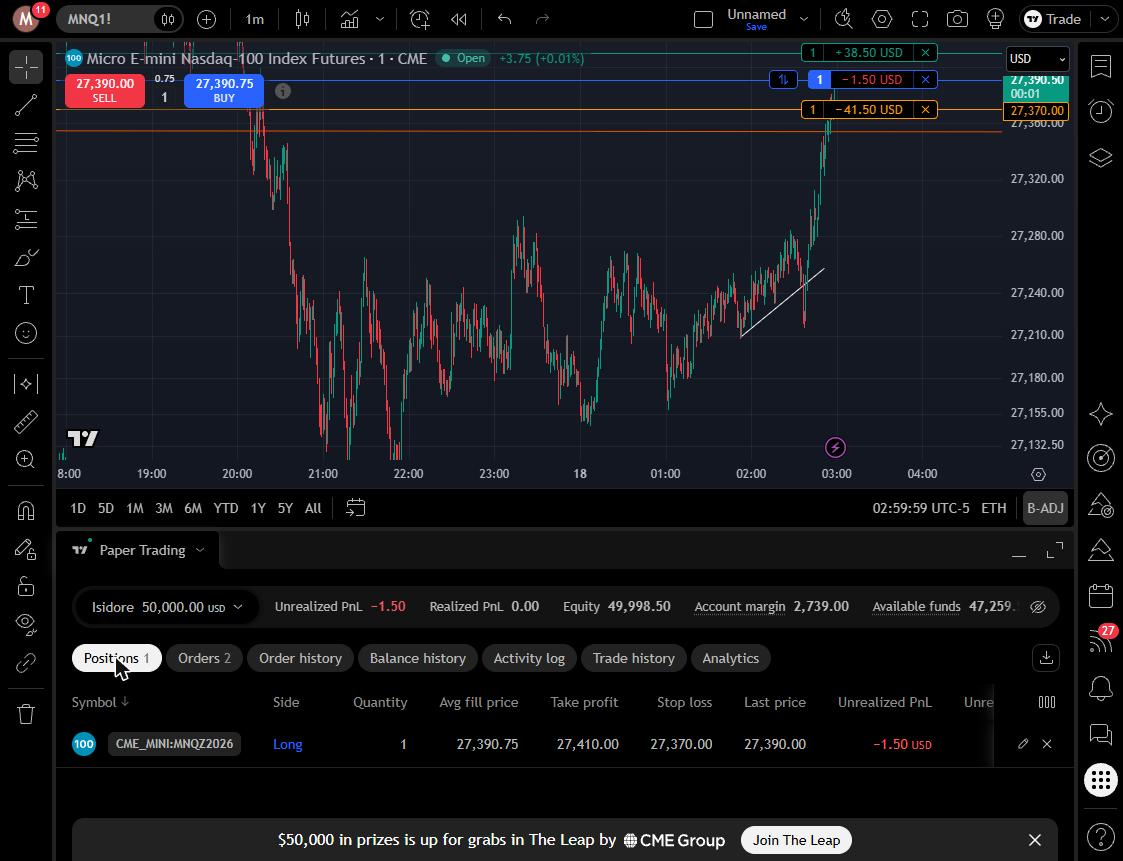 M 11 MNQ1! 1m Unnamed Save Trade
100 Micro E-mini Nasdaq-100 Index Futures · 1 · CME Open +3.75 (+0.01%)
27,390.00 SELL
0.75
1
27,390.75 BUY
1 +38.50 USD
1 −1.50 USD
1 −41.50 USD
USD
27,390.50
00:01
27,370.00
27,360.00
27,320.00
27,280.00
27,240.00
27,210.00
27,180.00
27,155.00
27,132.50
8:00 19:00 20:00 21:00 22:00 23:00 18 01:00 02:00 03:00 04:00
1D 5D 1M 3M 6M YTD 1Y 5Y All 02:59:59 UTC-5 ETH B-ADJ
Paper Trading
Isidore 50,000.00 USD Unrealized PnL −1.50 Realized PnL 0.00 Equity 49,998.50 Account margin 2,739.00 Available funds 47,259.
27
Positions 1 Orders 2 Order history Balance history Activity log Trade history Analytics
Symbol Side Quantity Avg fill price Take profit Stop loss Last price Unrealized PnL Unre
100 CME_MINI:MNQZ2026 Long 1 27,390.75 27,410.00 27,370.00 27,390.00 −1.50 USD
$50,000 in prizes is up for grabs in The Leap by CME Group Join The Leap